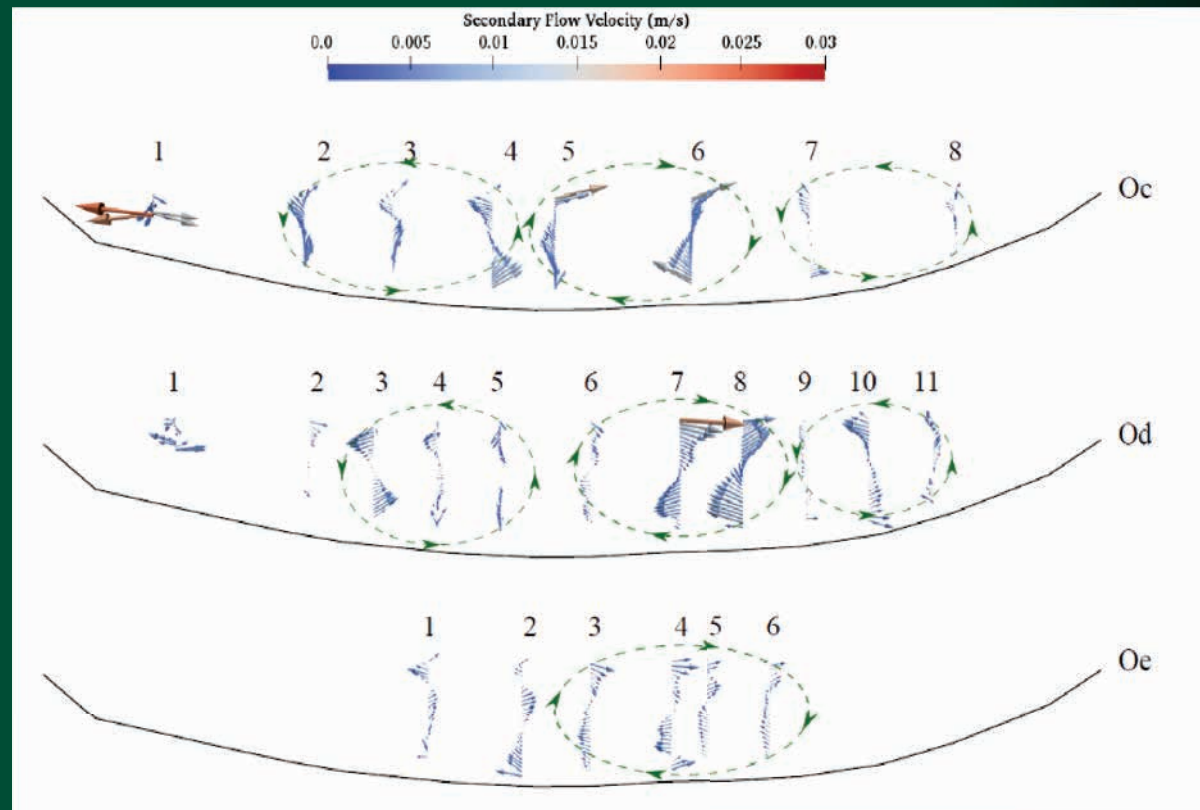 Secondary Flow Velocity (m/s)
0.0 0.005 0.01 0.015 0.02 0.025 0.03
1 2 3 4 5 6 7 8
Oc
1 2 3 4 5 6 7 8 9 10 11
Od
1 2 3 4 5 6
Oe